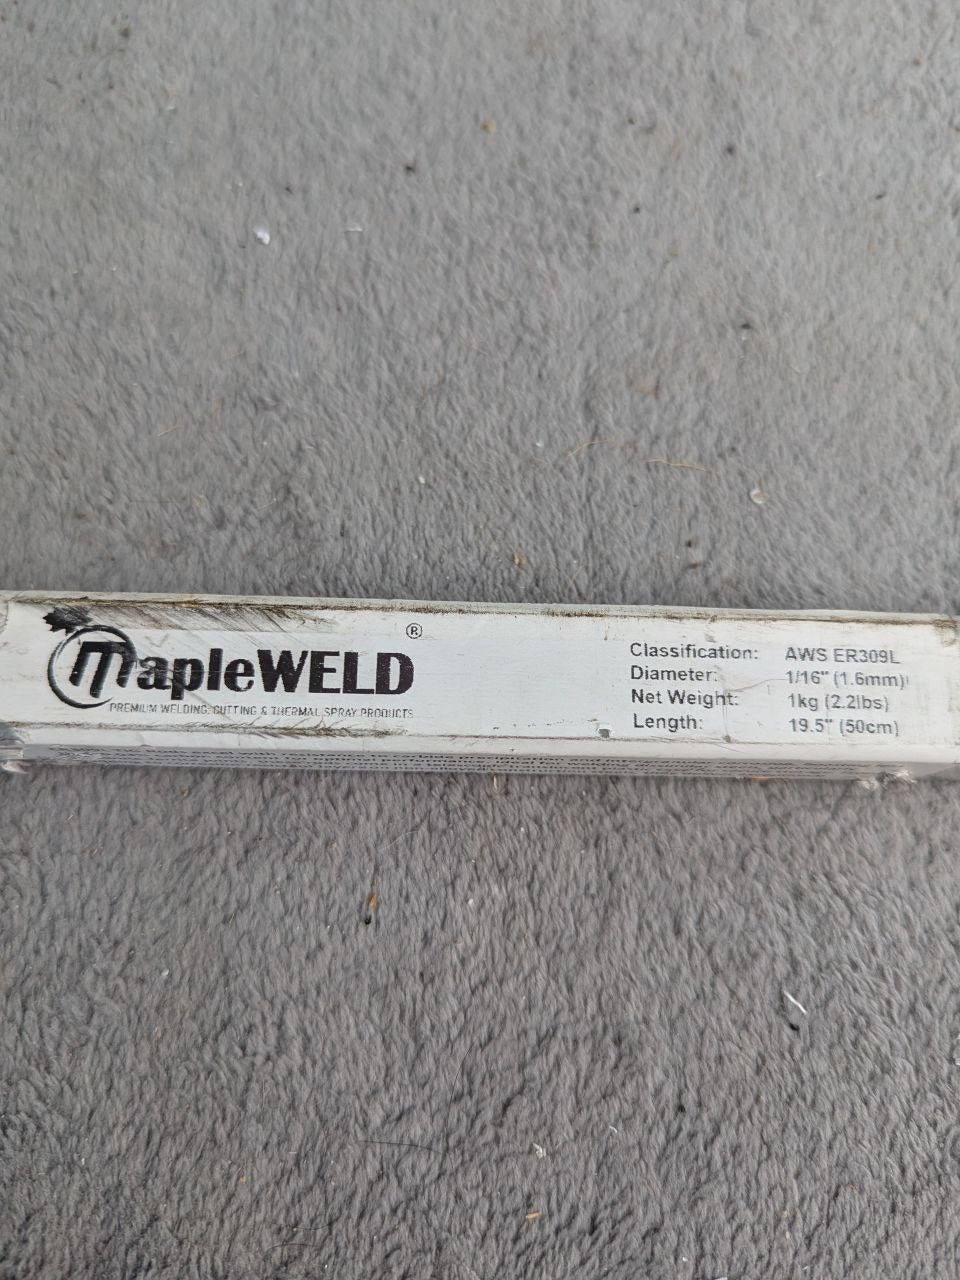 mapleWELD®
PREMIUM WELDING, CUTTING & THERMAL SPRAY PRODUCTS
Classification: AWS ER309L
Diameter: 1/16" (1.6mm)
Net Weight: 1kg (2.2lbs)
Length: 19.5" (50cm)